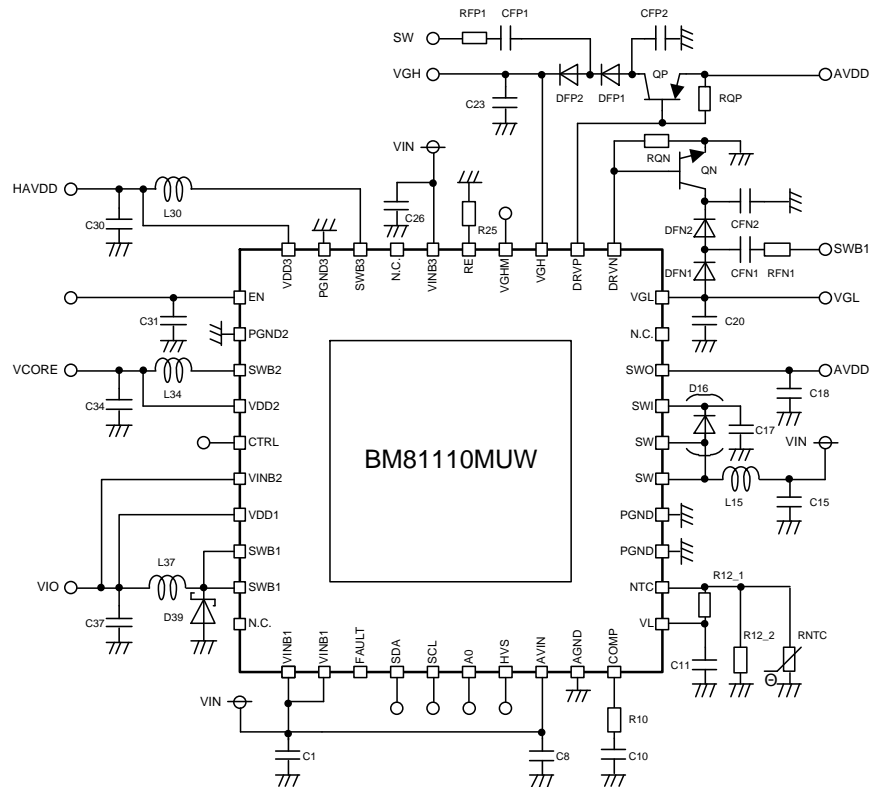 RFP1 CFP1
SW
CFP2
VGH
QP
AVDD
DFP2 DFP1
C23
RQP
VIN
RQN
QN
HAVDD
L30
C30
C26
R25
CFN2
DFN2
SWB1
DFN1
CFN1 RFN1
VDD3
PGND3
SWB3
N.C.
VINB3
RE
VGHM
VGH
DRVP
DRVN
EN
VGL
VGL
C31
C20
PGND2
N.C.
VCORE
SWB2
SWO
AVDD
L34
D16
C18
C34
VDD2
SWI
C17
VIN
CTRL
SW
BM81110MUW
VINB2
SW
L15
C15
VDD1
PGND
SWB1
PGND
L37
VIO
SWB1
NTC
R12_1
D39
C37
N.C.
VL
R12_2
RNTC
C11
VINB1
VINB1
FAULT
SDA
SCL
A0
HVS
AVIN
AGND
COMP
VIN
R10
C1
C8
C10